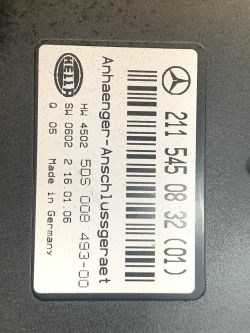 211 545 08 32 (01)
Anhaenger-Anschlussgeraet
HELLA
HW 4502 5DS 008 493-00
SW 0602 2 16.01.06
Q 05 Made in Germany